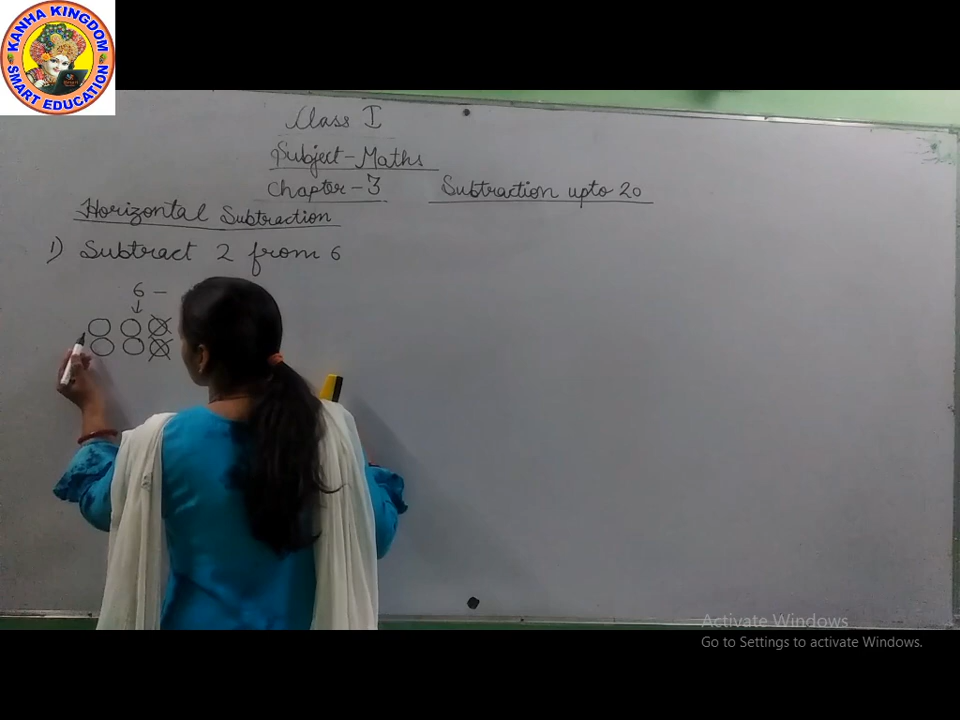 KANHA KINGDOM
SMART EDUCATION
Class I
Subject-Maths
Chapter-3 Subtraction upto 20
Horizontal Subtraction
1) Subtract 2 from 6
6 -
Activate Windows
Go to Settings to activate Windows.